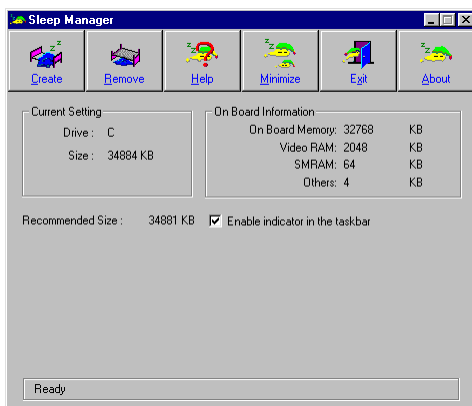 Sleep Manager
Create Remove Help Minimize Exit About
Current Setting
Drive : C
Size : 34884 KB
On Board Information
On Board Memory: 32768 KB
Video RAM: 2048 KB
SMRAM: 64 KB
Others: 4 KB
Recommended Size : 34881 KB Enable indicator in the taskbar
Ready